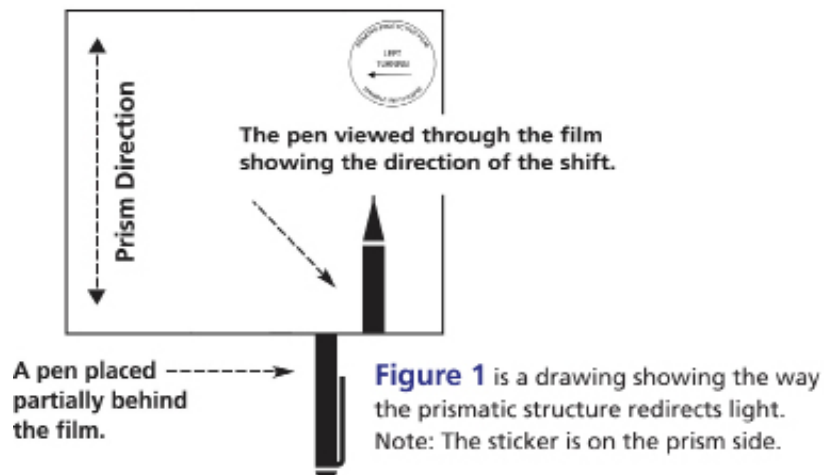 LEFT
TURNING
Prism Direction
The pen viewed through the film
showing the direction of the shift.
A pen placed
partially behind
the film.
Figure 1 is a drawing showing the way
the prismatic structure redirects light.
Note: The sticker is on the prism side.